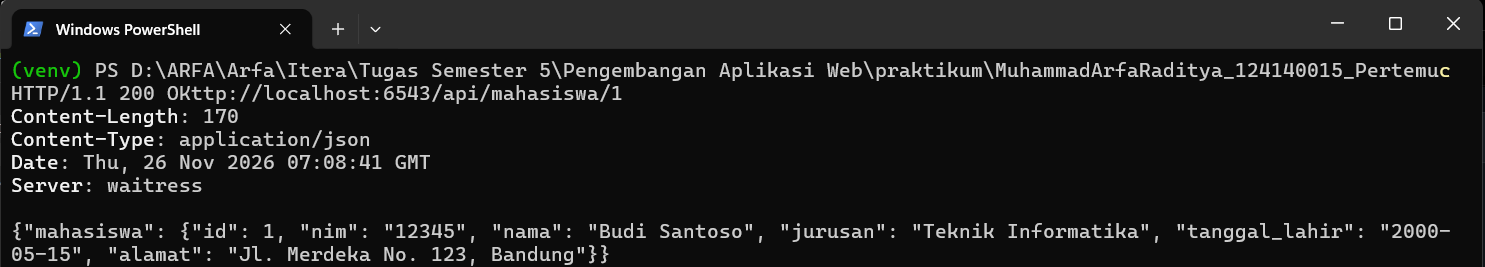 Windows PowerShell
(venv) PS D:\ARFA\Arfa\Itera\Tugas Semester 5\Pengembangan Aplikasi Web\praktikum\MuhammadArfaRaditya_124140015_Pertemuc
HTTP/1.1 200 OKttp://localhost:6543/api/mahasiswa/1
Content-Length: 170
Content-Type: application/json
Date: Thu, 26 Nov 2026 07:08:41 GMT
Server: waitress
{"mahasiswa": {"id": 1, "nim": "12345", "nama": "Budi Santoso", "jurusan": "Teknik Informatika", "tanggal_lahir": "2000-
05-15", "alamat": "Jl. Merdeka No. 123, Bandung"}}